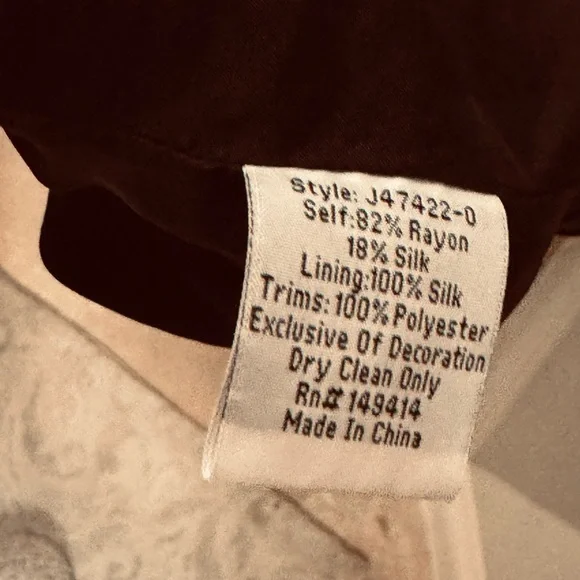 Style: J47422-0
Self:82% Rayon
18% Silk
Lining:100% Silk
Trims: 100% Polyester
Exclusive Of Decoration
Dry Clean Only
Rn# 149414
Made In China